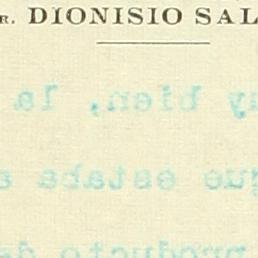 R. DIONISIO SAL
uy bien, la
que estaba
producto de